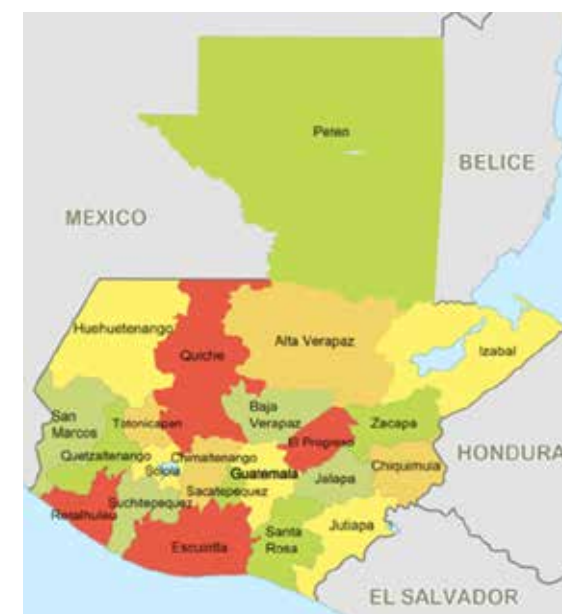 Peten
BELICE
MEXICO
Huehuetenango
Quiche
Alta Verapaz
Izabal
San
Marcos
Totonicapan
Baja
Verapaz
Zacapa
El Progreso
Quetzaltenango
Solola
Chimaltenango
Guatemala
Jalapa
Chiquimula
HONDURA
Sacatepequez
Suchitepequez
Retalhuleu
Escuintla
Santa
Rosa
Jutiapa
EL SALVADOR